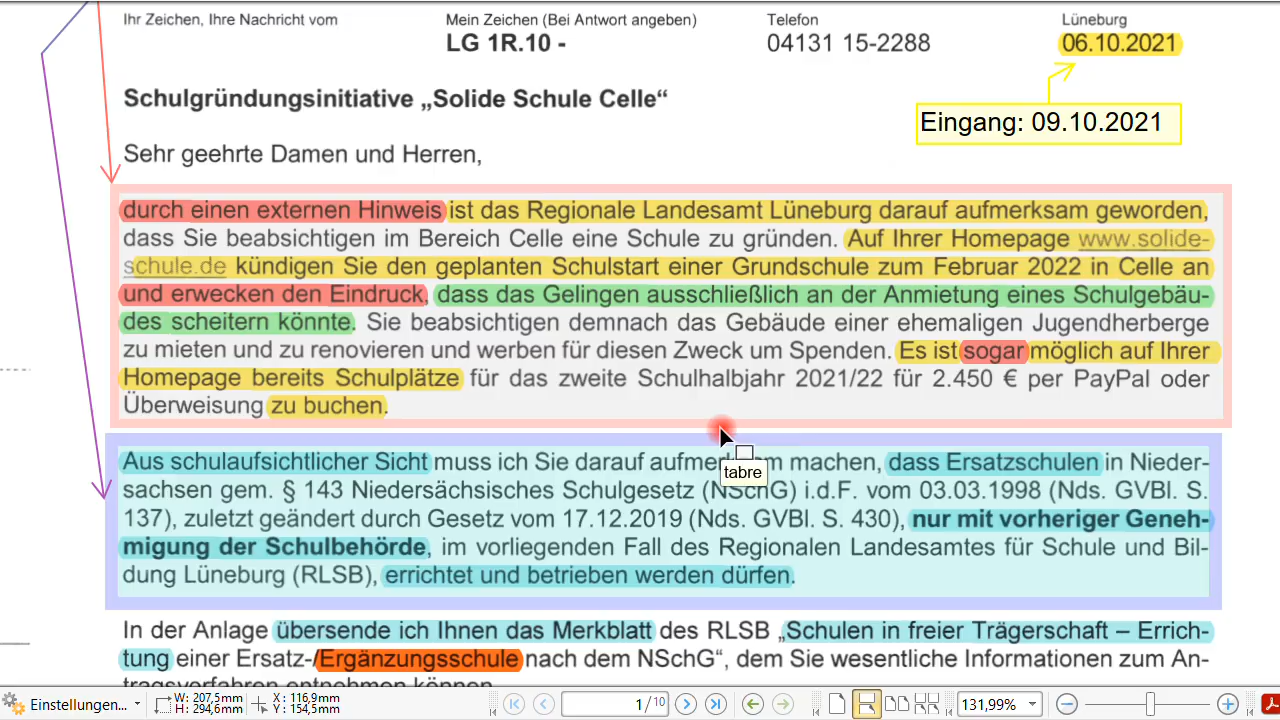 Ihr Zeichen, Ihre Nachricht vom
Mein Zeichen (Bei Antwort angeben)
Telefon
Lüneburg
LG 1R.10 -
04131 15-2288
06.10.2021
Schulgründungsinitiative „Solide Schule Celle“
Eingang: 09.10.2021
Sehr geehrte Damen und Herren,
durch einen externen Hinweis ist das Regionale Landesamt Lüneburg darauf aufmerksam geworden,
dass Sie beabsichtigen im Bereich Celle eine Schule zu gründen. Auf Ihrer Homepage www.solide-
schule.de kündigen Sie den geplanten Schulstart einer Grundschule zum Februar 2022 in Celle an
und erwecken den Eindruck, dass das Gelingen ausschließlich an der Anmietung eines Schulgebäu-
des scheitern könnte. Sie beabsichtigen demnach das Gebäude einer ehemaligen Jugendherberge
zu mieten und zu renovieren und werben für diesen Zweck um Spenden. Es ist sogar möglich auf Ihrer
Homepage bereits Schulplätze für das zweite Schulhalbjahr 2021/22 für 2.450 € per PayPal oder
Überweisung zu buchen.
Aus schulaufsichtlicher Sicht muss ich Sie darauf aufmerksam machen, dass Ersatzschulen in Nieder-
tabre
sachsen gem. § 143 Niedersächsisches Schulgesetz (NSchG) i.d.F. vom 03.03.1998 (Nds. GVBl. S.
137), zuletzt geändert durch Gesetz vom 17.12.2019 (Nds. GVBl. S. 430), nur mit vorheriger Geneh-
migung der Schulbehörde, im vorliegenden Fall des Regionalen Landesamtes für Schule und Bil-
dung Lüneburg (RLSB), errichtet und betrieben werden dürfen.
In der Anlage übersende ich Ihnen das Merkblatt des RLSB „Schulen in freier Trägerschaft – Errich-
tung einer Ersatz-/Ergänzungsschule nach dem NSchG“, dem Sie wesentliche Informationen zum An-
tragsverfahren entnehmen können.
Einstellungen...
W: 207,5mm
H: 294,6mm
X: 116,9mm
Y: 154,5mm
1/10
131,99%